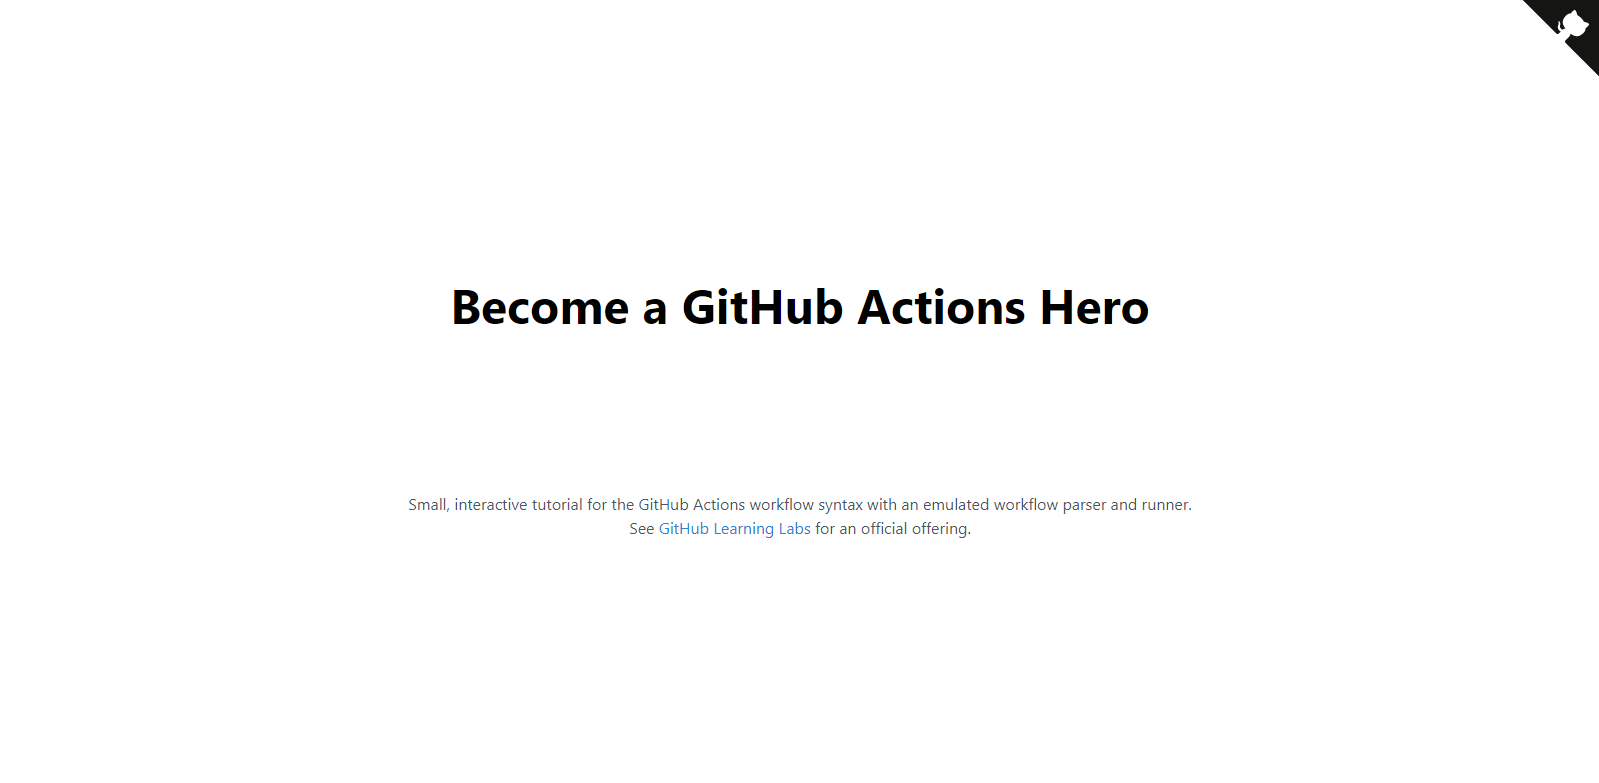 Become a GitHub Actions Hero
Small, interactive tutorial for the GitHub Actions workflow syntax with an emulated workflow parser and runner.
See GitHub Learning Labs for an official offering.